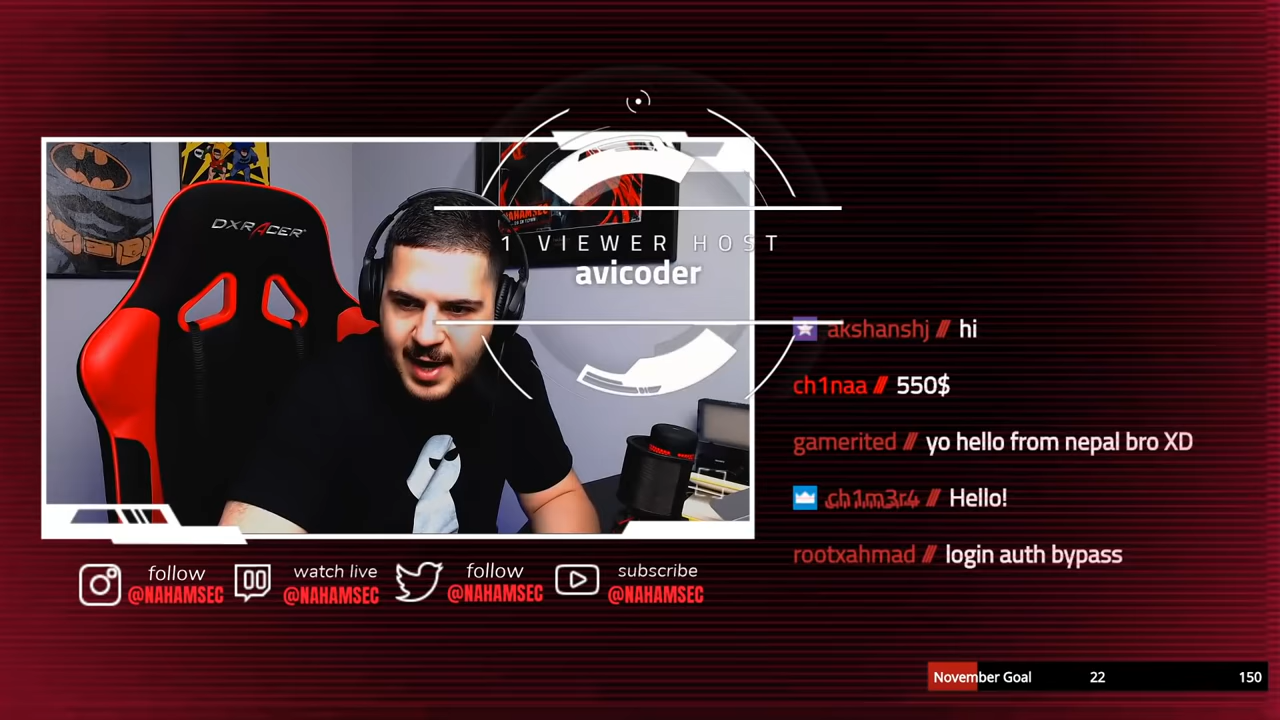 DXRACER
NAHAMSEC
1 VIEWER HOST
avicoder
akshanshj // hi
ch1naa // 550$
gamerited // yo hello from nepal bro XD
ch1m3r4 // Hello!
rootxahmad // login auth bypass
follow
@NAHAMSEC
watch live
@NAHAMSEC
follow
@NAHAMSEC
subscribe
@NAHAMSEC
November Goal 22 150